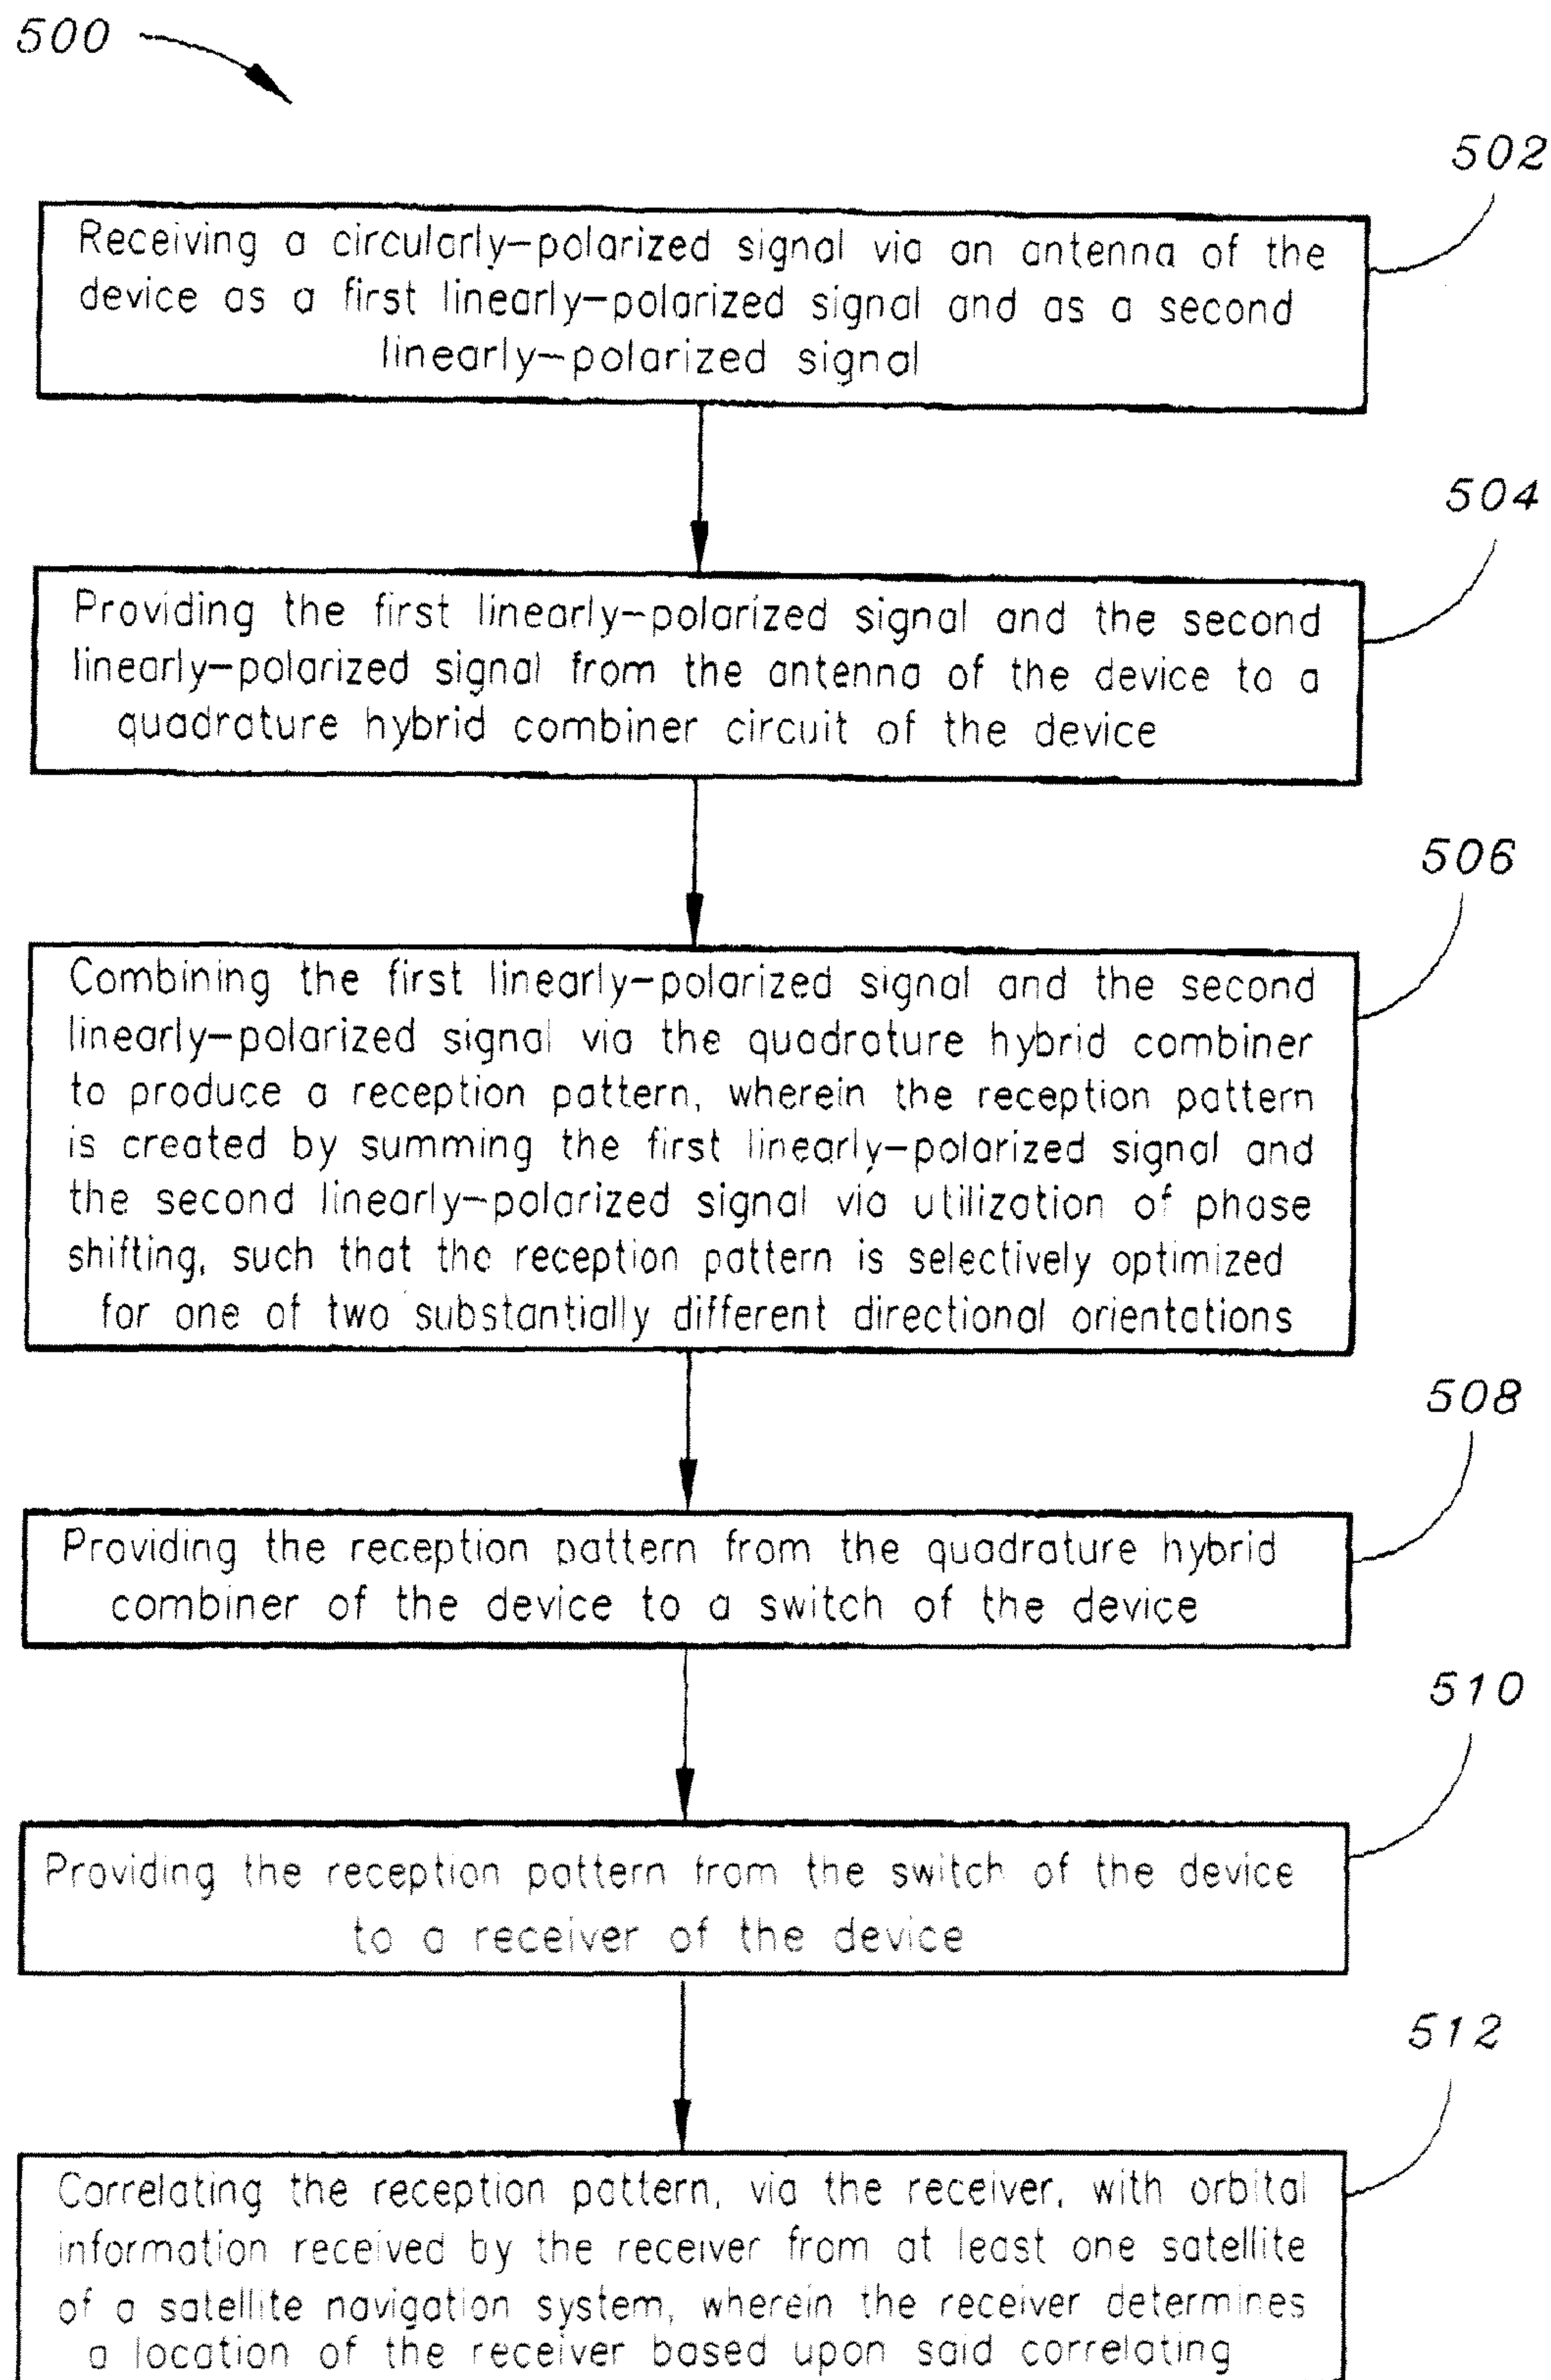 500
502
Receiving a circularly-polarized signal via an antenna of the
device as a first linearly-polarized signal and as a second
linearly-polarized signal
504
Providing the first linearly-polarized signal and the second
linearly-polarized signal from the antenna of the device to a
quadrature hybrid combiner circuit of the device
506
Combining the first linearly-polarized signal and the second
linearly-polarized signal via the quadrature hybrid combiner
to produce a reception pattern, wherein the reception pattern
is created by summing the first linearly-polarized signal and
the second linearly-polarized signal via utilization of phase
shifting, such that the reception pattern is selectively optimized
for one of two substantially different directional orientations
508
Providing the reception pattern from the quadrature hybrid
combiner of the device to a switch of the device
510
Providing the reception pattern from the switch of the device
to a receiver of the device
512
Correlating the reception pattern, via the receiver, with orbital
information received by the receiver from at least one satellite
of a satellite navigation system, wherein the receiver determines
a location of the receiver based upon said correlating